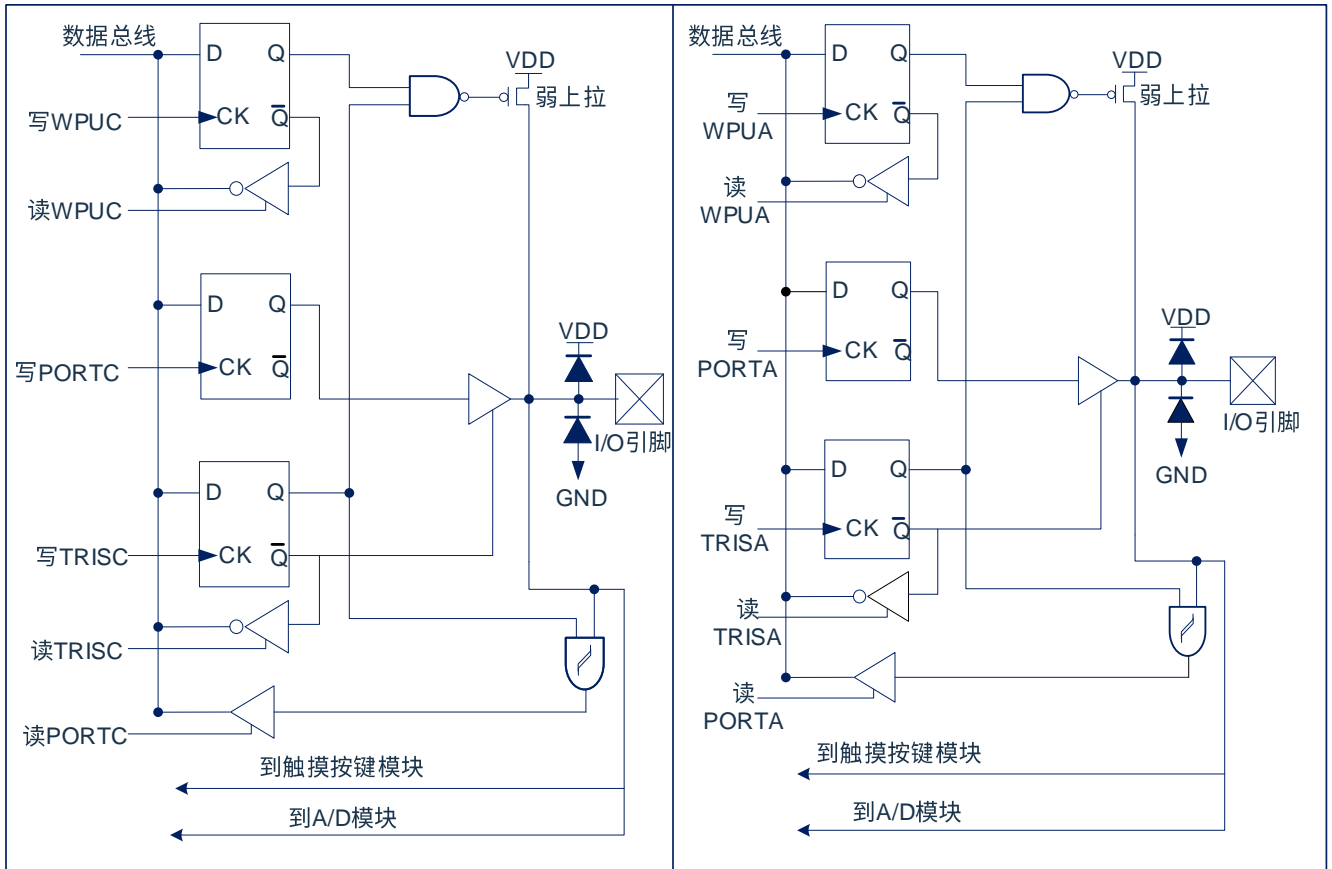 数据总线
D
Q
写WPUC
CK
Q
读WPUC
VDD
弱上拉
D
Q
写PORTC
CK
Q
VDD
I/O引脚
GND
D
Q
写TRISC
CK
Q
读TRISC
读PORTC
到触摸按键模块
到A/D模块
数据总线
D
Q
写
WPUA
CK
Q
读
WPUA
VDD
弱上拉
D
Q
写
PORTA
CK
Q
VDD
I/O引脚
GND
D
Q
写
TRISA
CK
Q
读
TRISA
读
PORTA
到触摸按键模块
到A/D模块